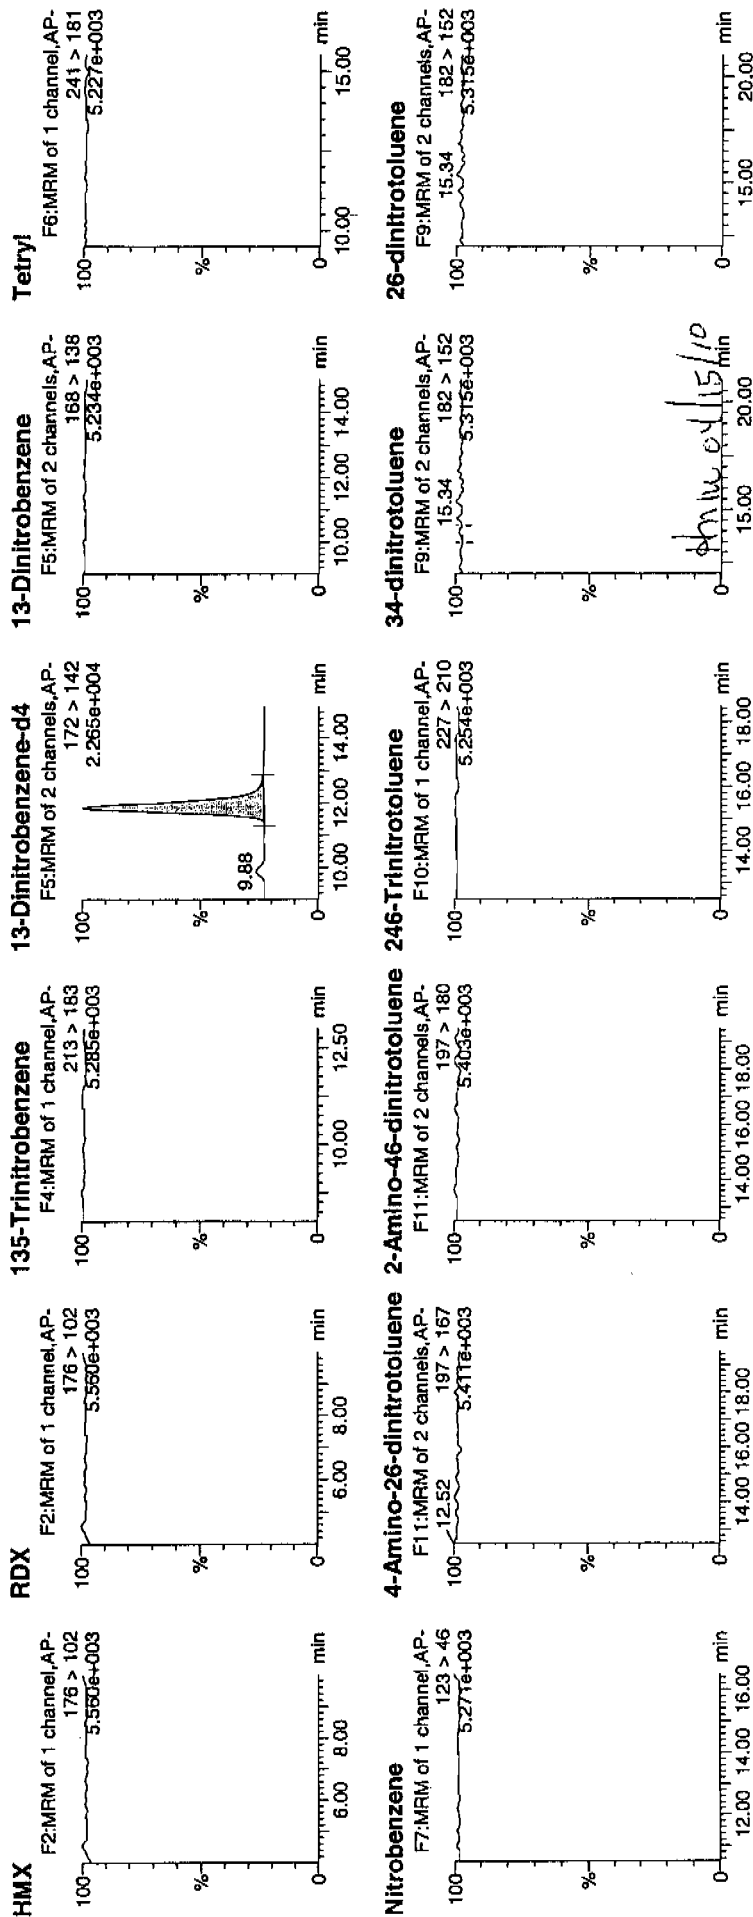 HMX
F2:MRM of 1 channel,AP-
176 > 102
5.560e+003
100
%
0
6.00 8.00 min
RDX
F2:MRM of 1 channel,AP-
176 > 102
5.560e+003
100
%
0
6.00 8.00 min
135-Trinitrobenzene
F4:MRM of 1 channel,AP-
213 > 183
5.285e+003
100
%
0
10.00 12.50 min
13-Dinitrobenzene-d4
F5:MRM of 2 channels,AP-
172 > 142
2.265e+004
100
9.88
%
0
10.00 12.00 14.00 min
13-Dinitrobenzene
F5:MRM of 2 channels,AP-
168 > 138
5.234e+003
100
%
0
10.00 12.00 14.00 min
Tetryl
F6:MRM of 1 channel,AP-
241 > 181
5.227e+003
100
%
0
10.00 15.00 min
Nitrobenzene
F7:MRM of 1 channel,AP-
123 > 46
5.271e+003
100
%
0
12.00 14.00 16.00 min
4-Amino-26-dinitrotoluene
F11:MRM of 2 channels,AP-
12.52 197 > 167
5.411e+003
100
%
0
14.00 16.00 18.00 min
2-Amino-46-dinitrotoluene
F11:MRM of 2 channels,AP-
197 > 180
5.403e+003
100
%
0
14.00 16.00 18.00 min
246-Trinitrotoluene
F10:MRM of 1 channel,AP-
227 > 210
5.254e+003
100
%
0
14.00 16.00 18.00 min
34-dinitrotoluene
F9:MRM of 2 channels,AP-
15.34 182 > 152
5.315e+003
100
%
04/15/10
0
15.00 20.00 min
26-dinitrotoluene
F9:MRM of 2 channels,AP-
15.34 182 > 152
5.315e+003
100
%
0
15.00 20.00 min